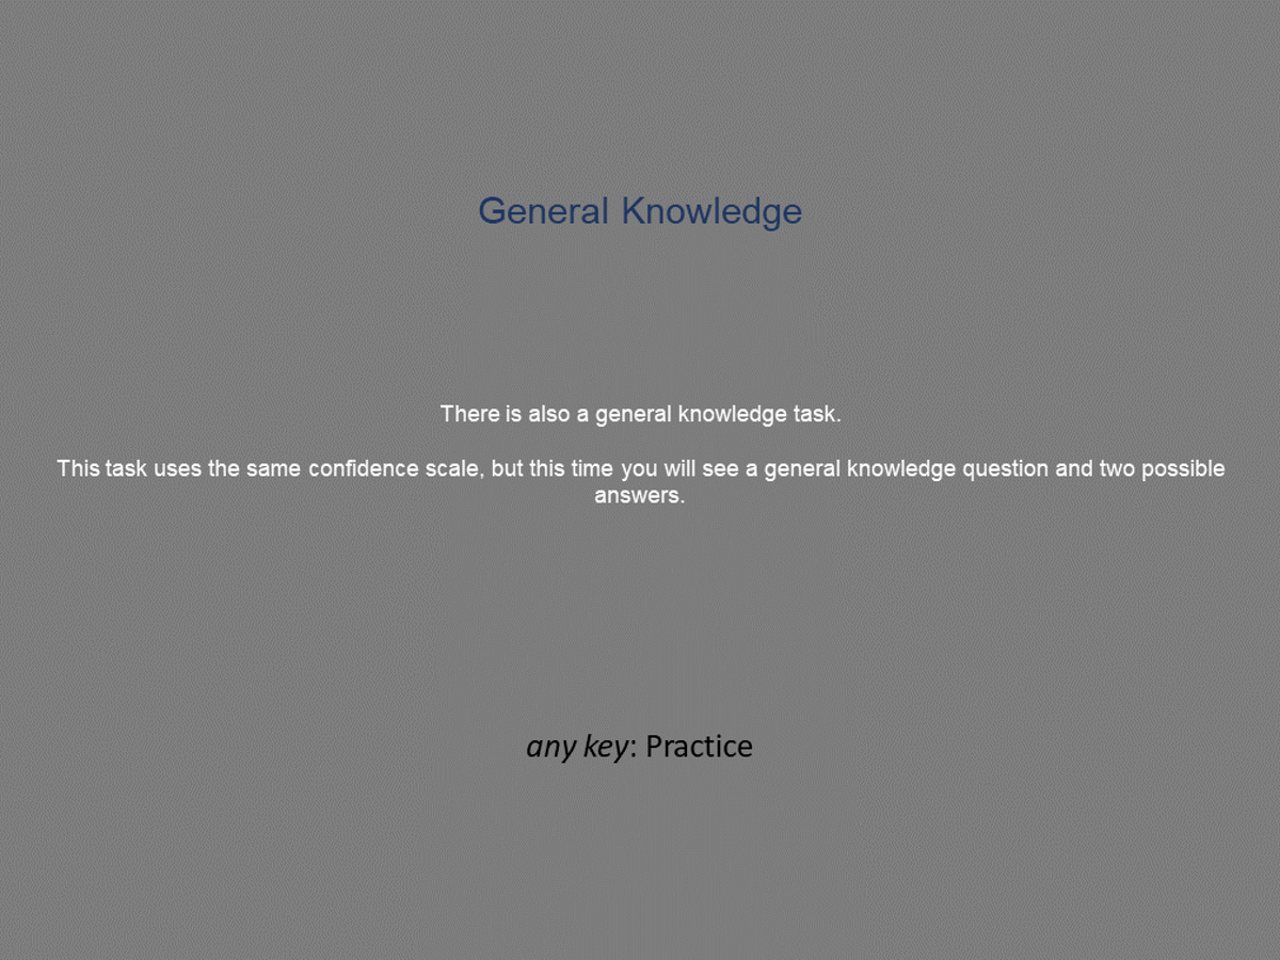 General Knowledge
There is also a general knowledge task.
This task uses the same confidence scale, but this time you will see a general knowledge question and two possible
answers.
any key: Practice